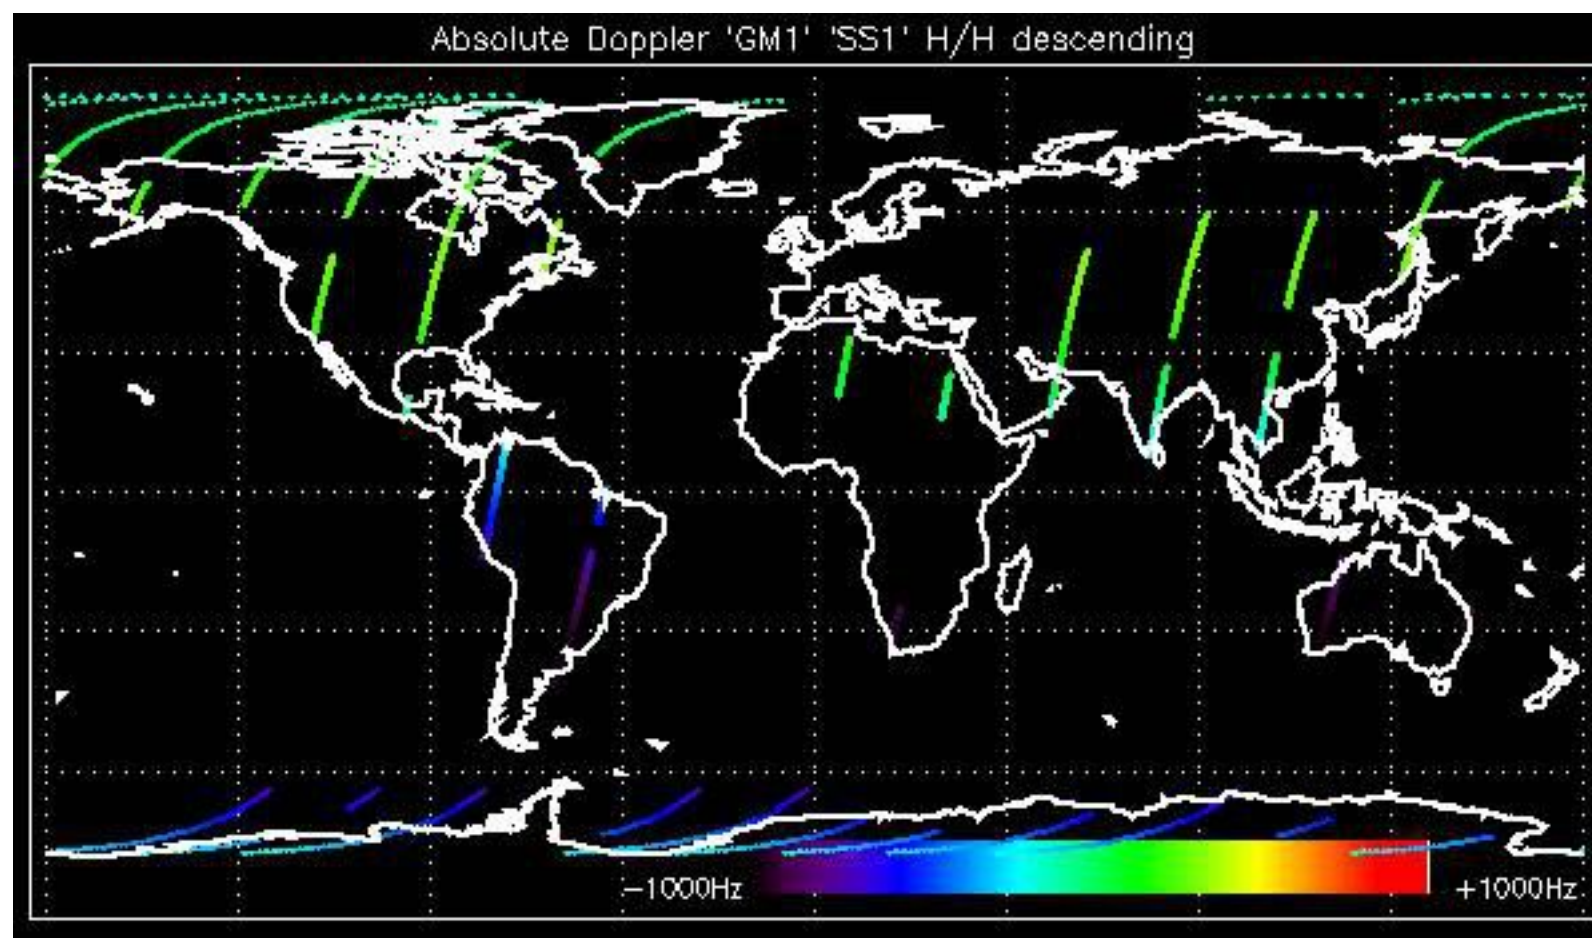 Absolute Doppler 'GM1' 'SS1' H/H descending
-1000Hz
+1000Hz